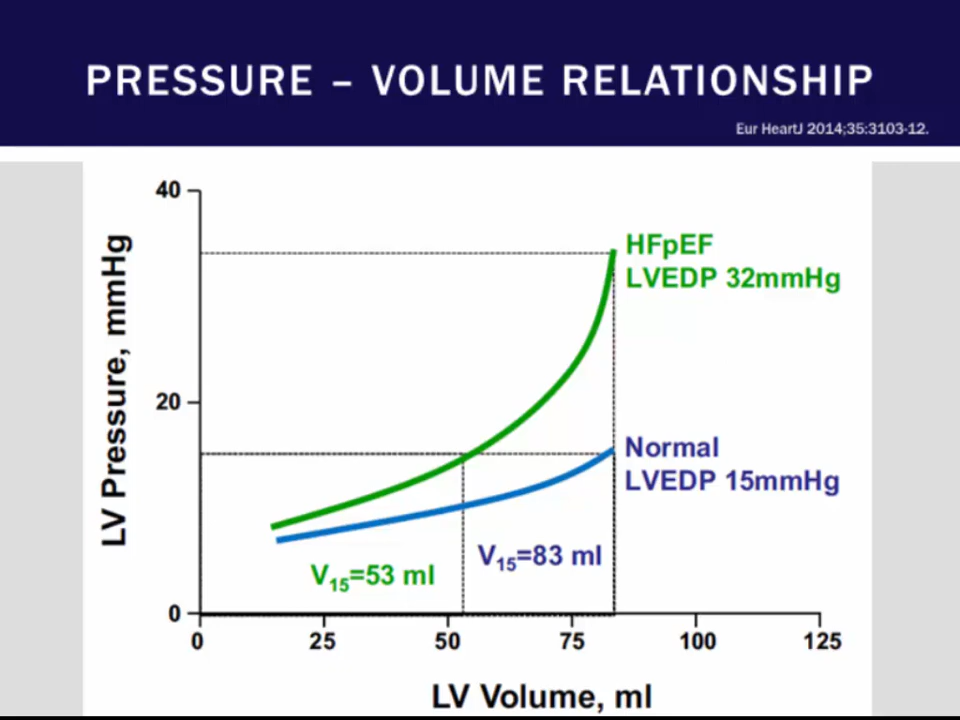 PRESSURE – VOLUME RELATIONSHIP
Eur HeartJ 2014;35:3103-12.
40
HFpEF
LVEDP 32mmHg
LV Pressure, mmHg
20
Normal
LVEDP 15mmHg
V15=83 ml
V15=53 ml
0
0 25 50 75 100 125
LV Volume, ml